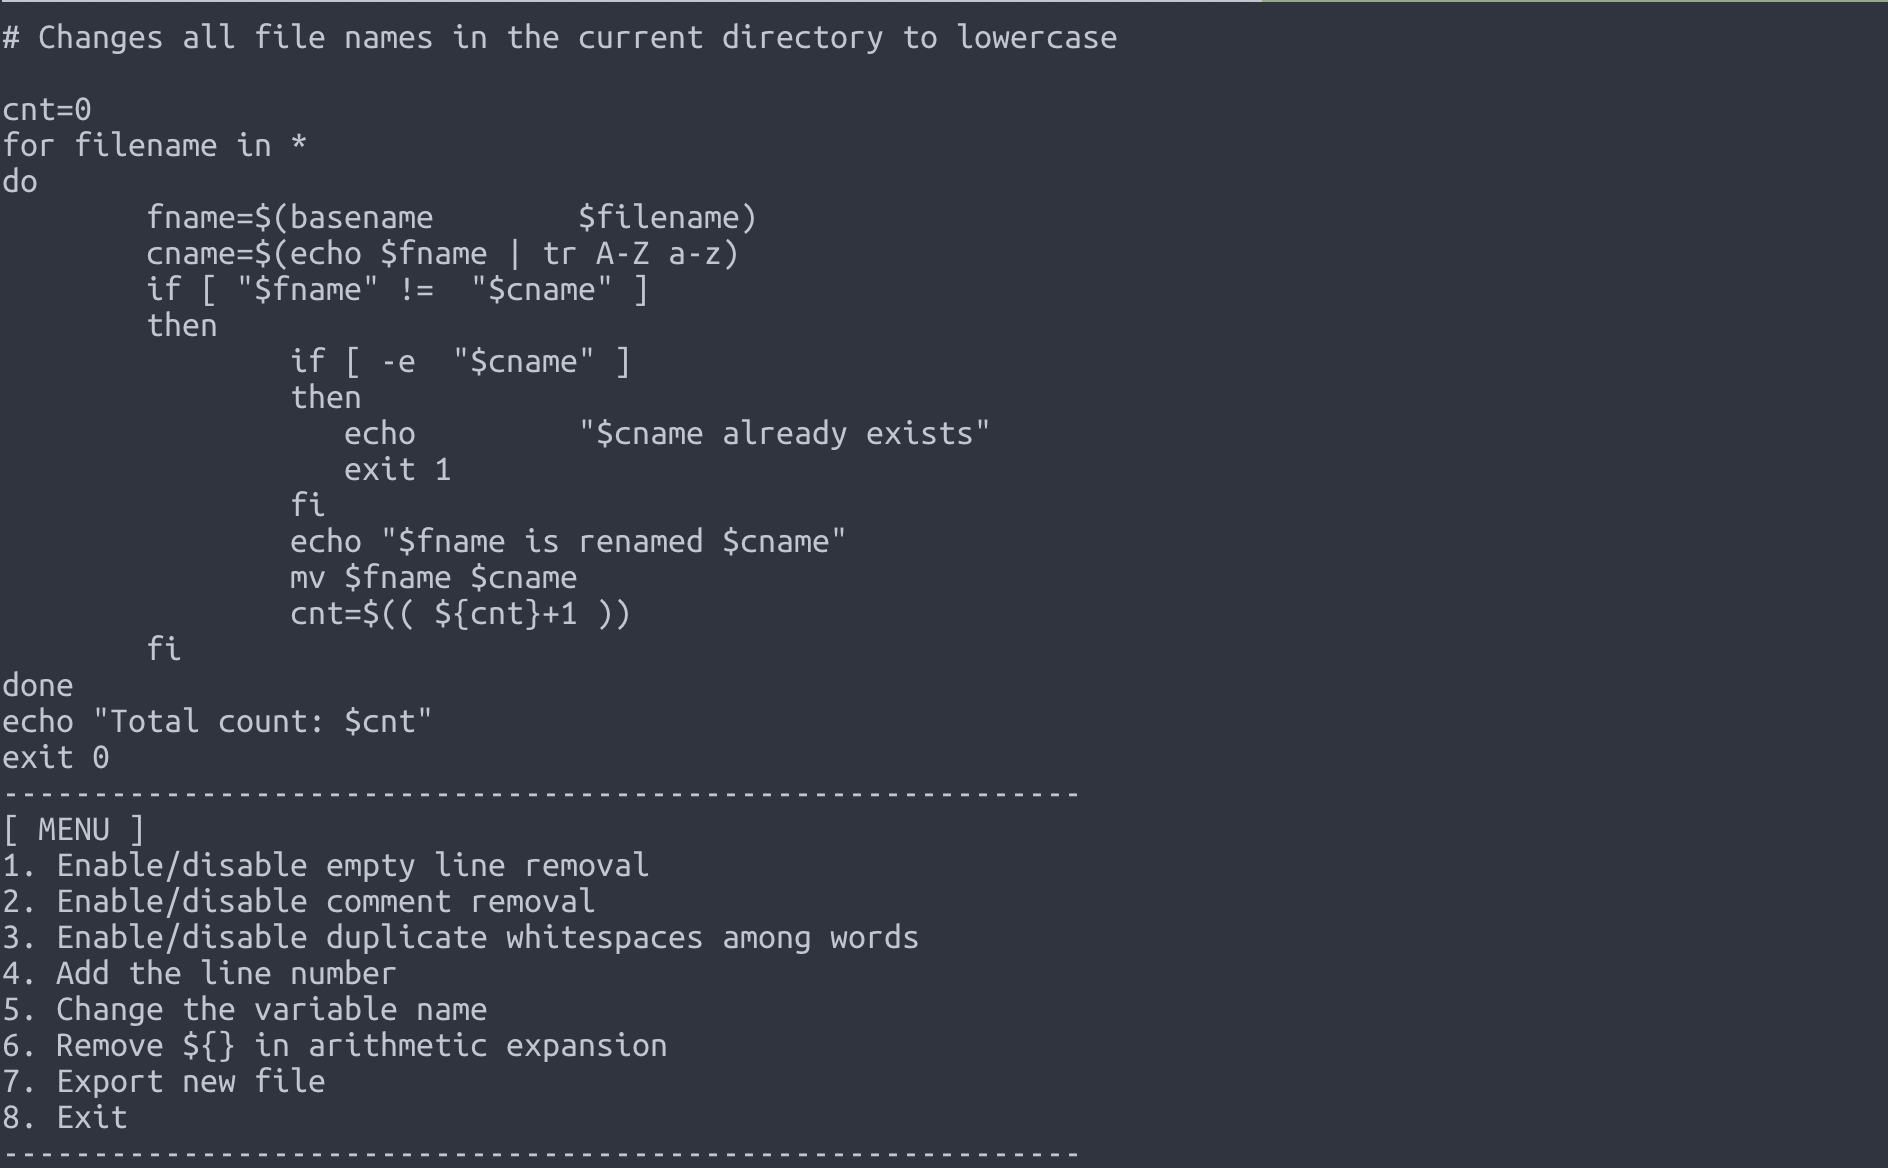 # Changes all file names in the current directory to lowercase

cnt=0
for filename in *
do
        fname=$(basename        $filename)
        cname=$(echo $fname | tr A-Z a-z)
        if [ "$fname" !=  "$cname" ]
        then
                if [ -e  "$cname" ]
                then
                   echo         "$cname already exists"
                   exit 1
                fi
                echo "$fname is renamed $cname"
                mv $fname $cname
                cnt=$(( ${cnt}+1 ))
        fi
done
echo "Total count: $cnt"
exit 0
------------------------------------------------------------
[ MENU ]
1. Enable/disable empty line removal
2. Enable/disable comment removal
3. Enable/disable duplicate whitespaces among words
4. Add the line number
5. Change the variable name
6. Remove ${} in arithmetic expansion
7. Export new file
8. Exit
------------------------------------------------------------